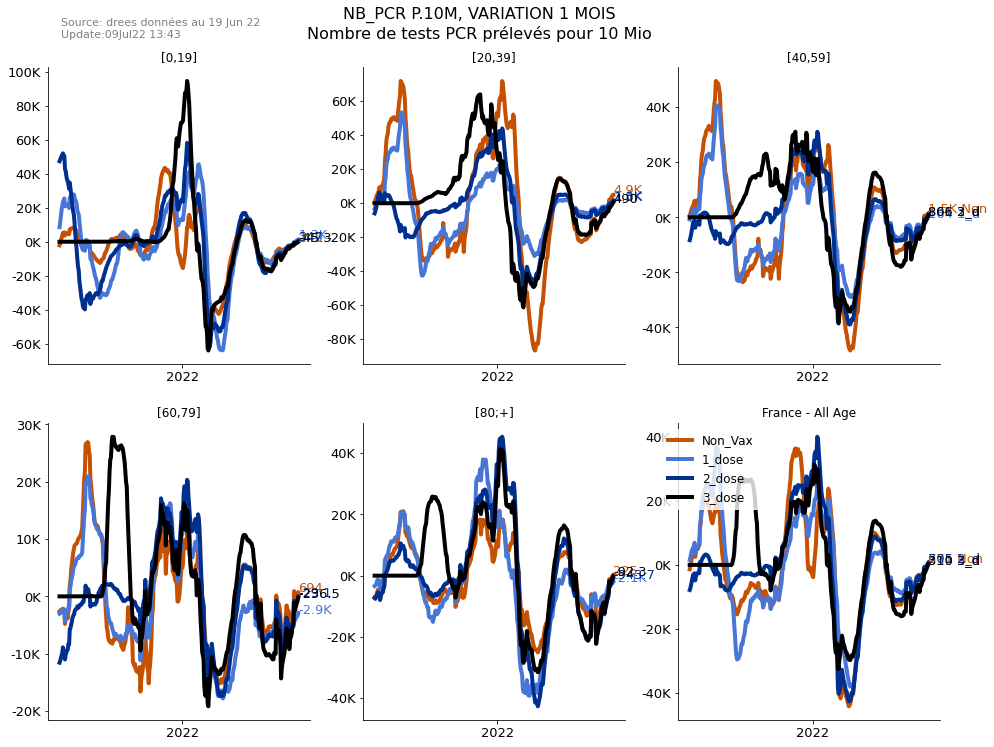 NB_PCR P.10M, VARIATION 1 MOIS
Source: drees données au 19 Jun 22
Update:09Jul22 13:43
Nombre de tests PCR prélevés pour 10 Mio
[0,19]
100K
80K
60K
40K
20K
0K
-20K
-40K
-60K
2022
[20,39]
60K
40K
20K
0K
-20K
-40K
-60K
-80K
4.9K
490
2022
[40,59]
40K
20K
0K
-20K
-40K
1.5K Non
2022
[60,79]
30K
20K
10K
0K
-10K
-20K
694
-2.9K
2022
[80;+]
40K
20K
0K
-20K
-40K
2022
France - All Age
40K
20K
0K
-20K
-40K
Non_Vax
1_dose
2_dose
3_dose
2022